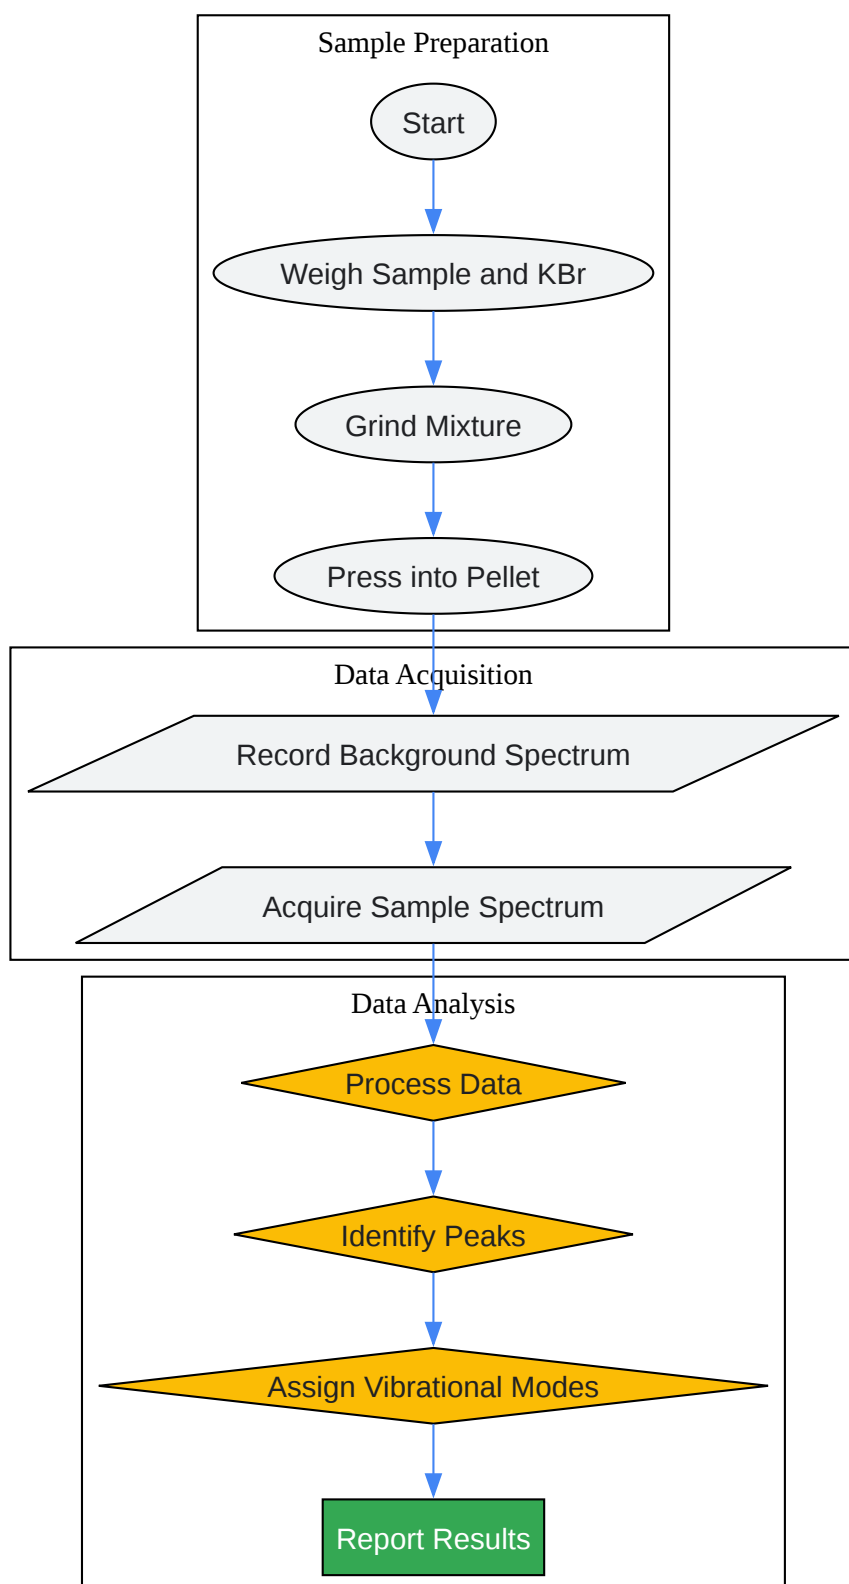 Sample Preparation
Start
Weigh Sample and KBr
Grind Mixture
Press into Pellet
Data Acquisition
Record Background Spectrum
Acquire Sample Spectrum
Data Analysis
Process Data
Identify Peaks
Assign Vibrational Modes
Report Results